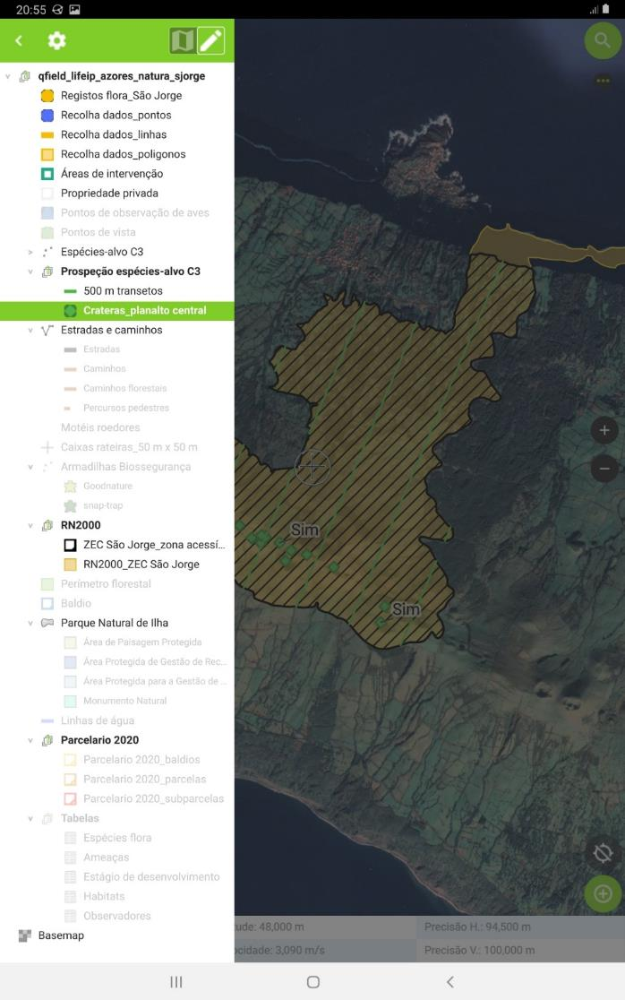 20:55
qfield_lifeip_azores_natura_sjorge
Registos flora_São Jorge
Recolha dados_pontos
Recolha dados_linhas
Recolha dados_poligonos
Áreas de intervenção
Propriedade privada
Pontos de observação de aves
Pontos de vista
Espécies-alvo C3
Prospeção espécies-alvo C3
500 m transetos
Crateras_planalto central
Estradas e caminhos
Estradas
Caminhos
Caminhos florestais
Percursos pedestres
Motéis roedores
Caixas rateiras_50 m x 50 m
Armadilhas Biossegurança
Goodnature
snap-trap
RN2000
ZEC São Jorge_zona acessí...
RN2000_ZEC São Jorge
Perímetro florestal
Baldio
Parque Natural de Ilha
Área de Paisagem Protegida
Área Protegida de Gestão de Rec...
Área Protegida para a Gestão de ...
Monumento Natural
Linhas de água
Parcelario 2020
Parcelario 2020_baldios
Parcelario 2020_parcelas
Parcelario 2020_subparcelas
Tabelas
Espécies flora
Ameaças
Estágio de desenvolvimento
Habitats
Observadores
Basemap
Sim
Sim
tude: 48,000 m
Precisão H.: 94,500 m
ocidade: 3,090 m/s
Precisão V.: 100,000 m